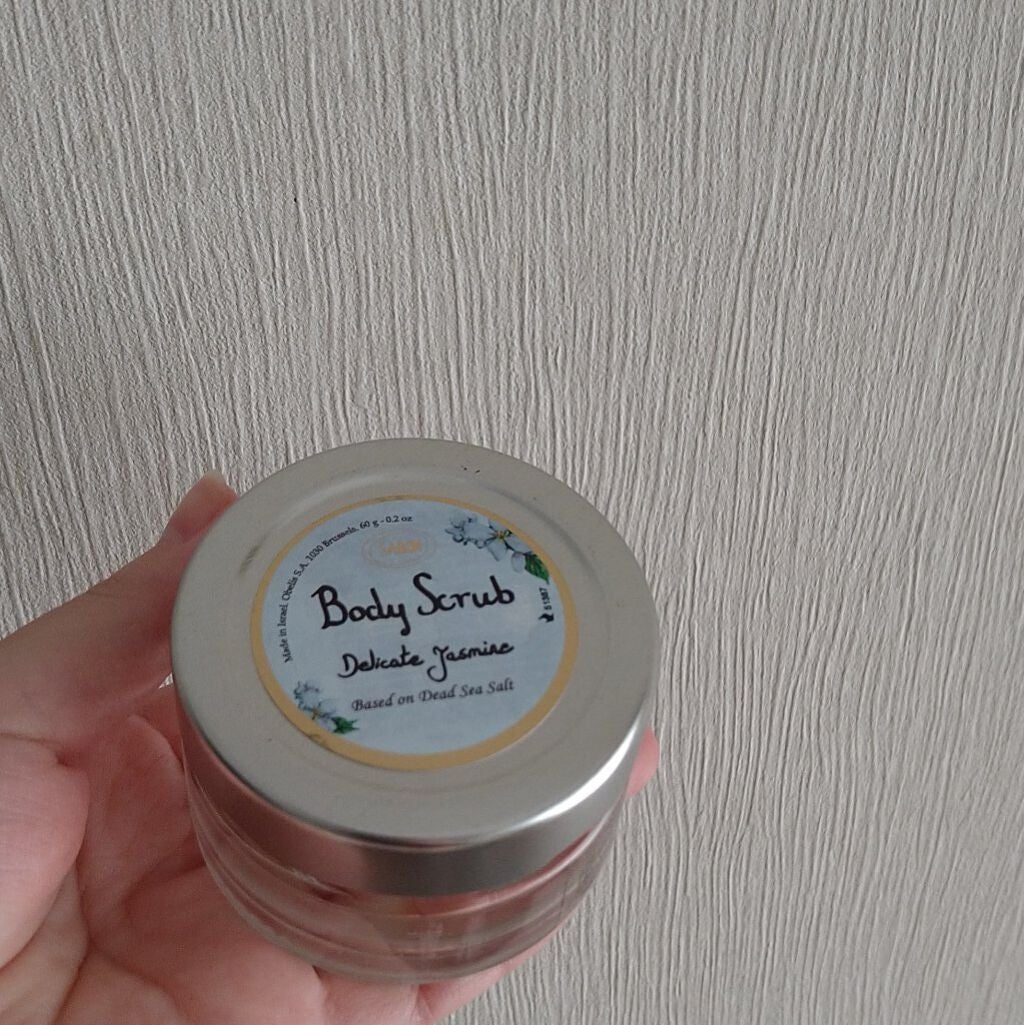 Made in Israel. Obelis S.A. 1030 Brussels. 60 g - 0.2 oz
SABON
Body Scrub
Delicate Jasmine
Based on Dead Sea Salt